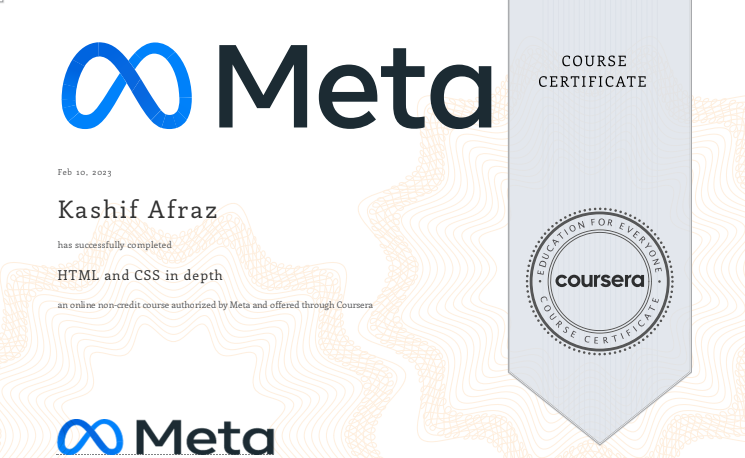 Meta
COURSE
CERTIFICATE
Feb 10, 2023
Kashif Afraz
has successfully completed
HTML and CSS in depth
an online non-credit course authorized by Meta and offered through Coursera
EDUCATION FOR EVERYONE
coursera
COURSE CERTIFICATE
Meta